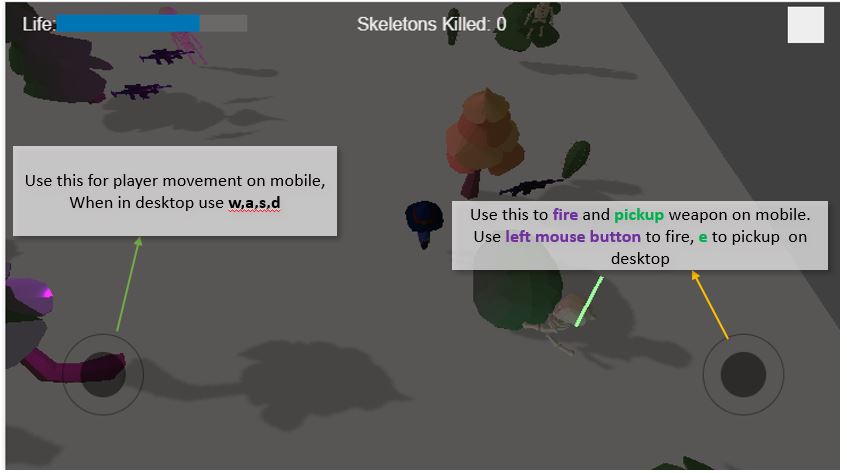 Life:
Skeletons Killed: 0
Use this for player movement on mobile,
When in desktop use w,a,s,d
Use this to fire and pickup weapon on mobile.
Use left mouse button to fire, e to pickup on
desktop